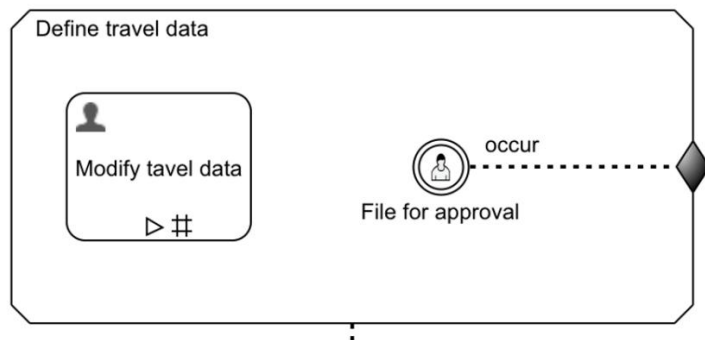 Define travel data
Modify tavel data
occur
File for approval